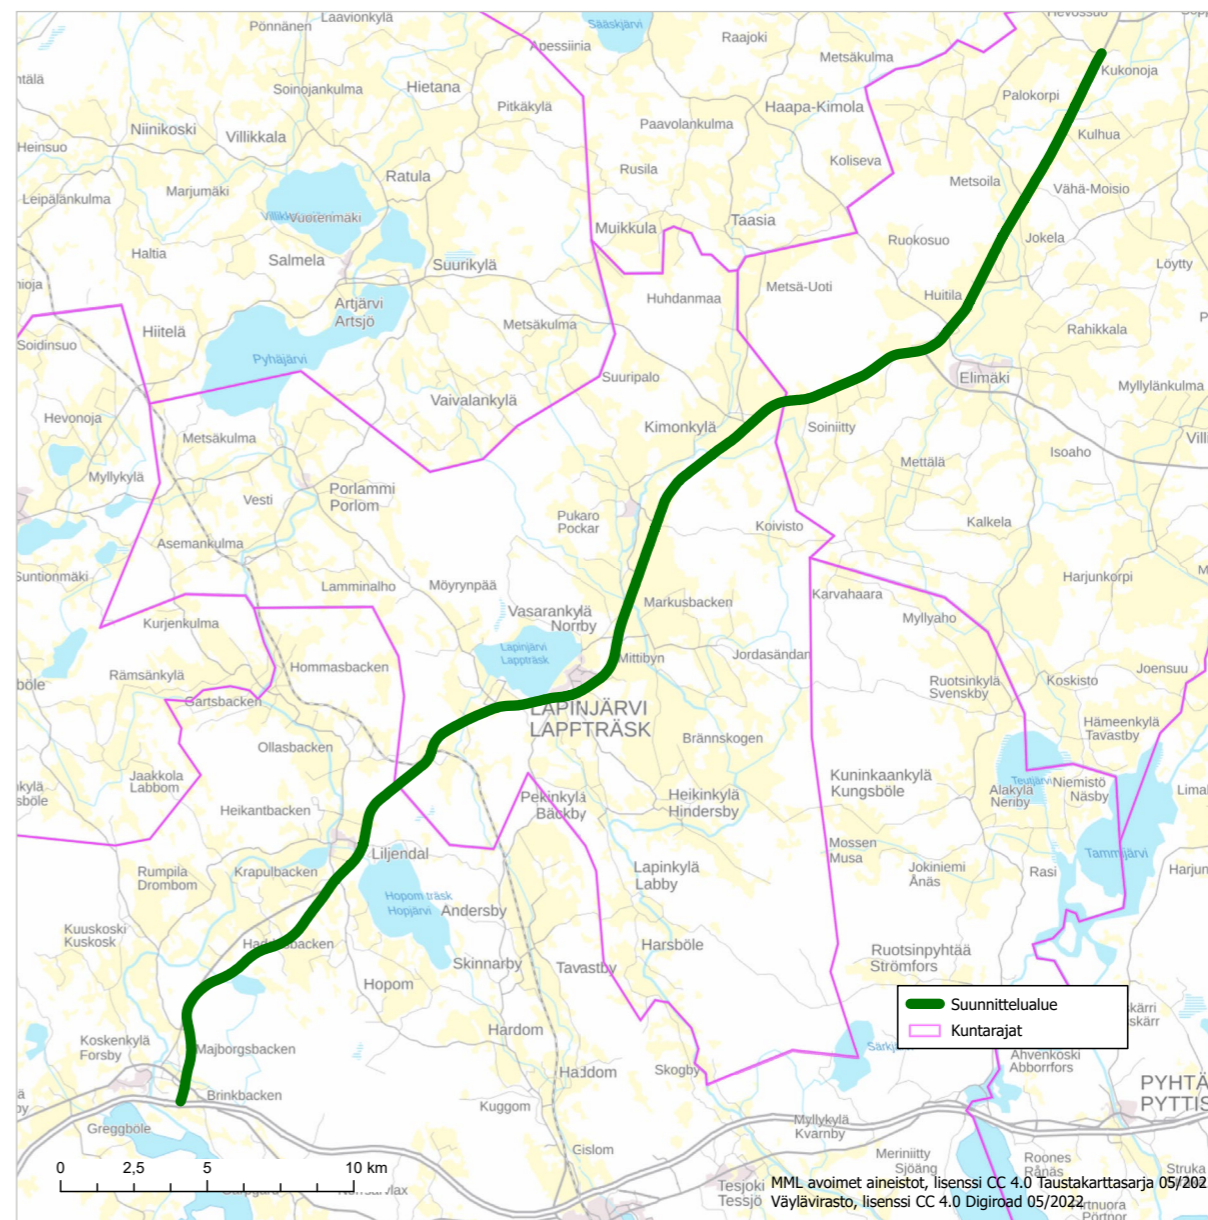 Pönnänen
Laavionkylä
Sääskjärvi
Hevossuo
Apessiiria
Raajoki
Metsäkulma
Kukonoja
Soinojankulma
Hietana
Pitkäkylä
Haapa-Kimola
Palokorpi
Niinikoski
Villikkala
Paavolankulma
Kulhua
Heinsuo
Rusila
Koliseva
Ratula
Metsoila
Vähä-Moisio
Leipälänkulma
Marjumäki
Vuorenmäki
Muikkula
Taasia
Haltia
Salmela
Suurikylä
Ruokosuo
Jokela
Löytty
Huhdanmaa
Metsä-Uoti
Huitila
Artjärvi
Artsjö
Hiitelä
Metsäkulma
Rahikkala
Soidinsuo
Pyhäjärvi
Suuripalo
Elimäki
Myllylänkulma
Vaivalankylä
Hevonoja
Kimonkylä
Soiniitty
Metsäkulma
Isoaho
Mettälä
Myllykylä
Vesti
Porlammi
Porlom
Pukaro
Pockar
Koivisto
Kalkela
Asemankulma
Suntionmäki
Lamminalho
Möyrynpää
Harjunkorpi
Vasarankylä
Norrby
Markusbacken
Karvahaara
Myllyaho
Kurjenkulma
Lapinjärvi
Lappträsk
Mittibyn
Jordasändan
Joensuu
Rämsänkylä
Hommasbacken
Ruotsinkylä
Svenskby
Koskisto
Gartsbacken
LAPINJÄRVI
LAPPTRÄSK
Hämeenkylä
Tavastby
Ollasbacken
Brännskogen
Jaakkola
Labbom
Kuninkaankylä
Kungsböle
Teutjärvi
Niemistö
Näsby
Alakylä
Neriby
Heikantbacken
Pekinkylä
Bäckby
Heikinkylä
Hindersby
Liljendal
Mossen
Musa
Tammijärvi
Rumpila
Drombom
Krapulbacken
Lapinkylä
Labby
Jokiniemi
Ånäs
Rasi
Hopom träsk
Hopjärvi
Andersby
Kuuskoski
Kuskosk
Harsböle
Ruotsinpyhtää
Strömfors
Skinnarby
Tavastby
Hopom
Suunnittelualue
Kuntarajat
Hardom
Koskenkylä
Forsby
Majborgsbacken
Haddom
Skogby
Ahvenkoski
Abborrfors
Brinkbacken
Kuggom
Greggböle
Gislom
Myllykylä
Kvarnby
Meriniitty
Sjöäng
Roones
Rånäs
Struka
Tesjoki
Tessjö
0 2,5 5 10 km
MML avoimet aineistot, lisenssi CC 4.0 Taustakarttasarja 05/202
Väylävirasto, lisenssi CC 4.0 Digiroad 05/2022